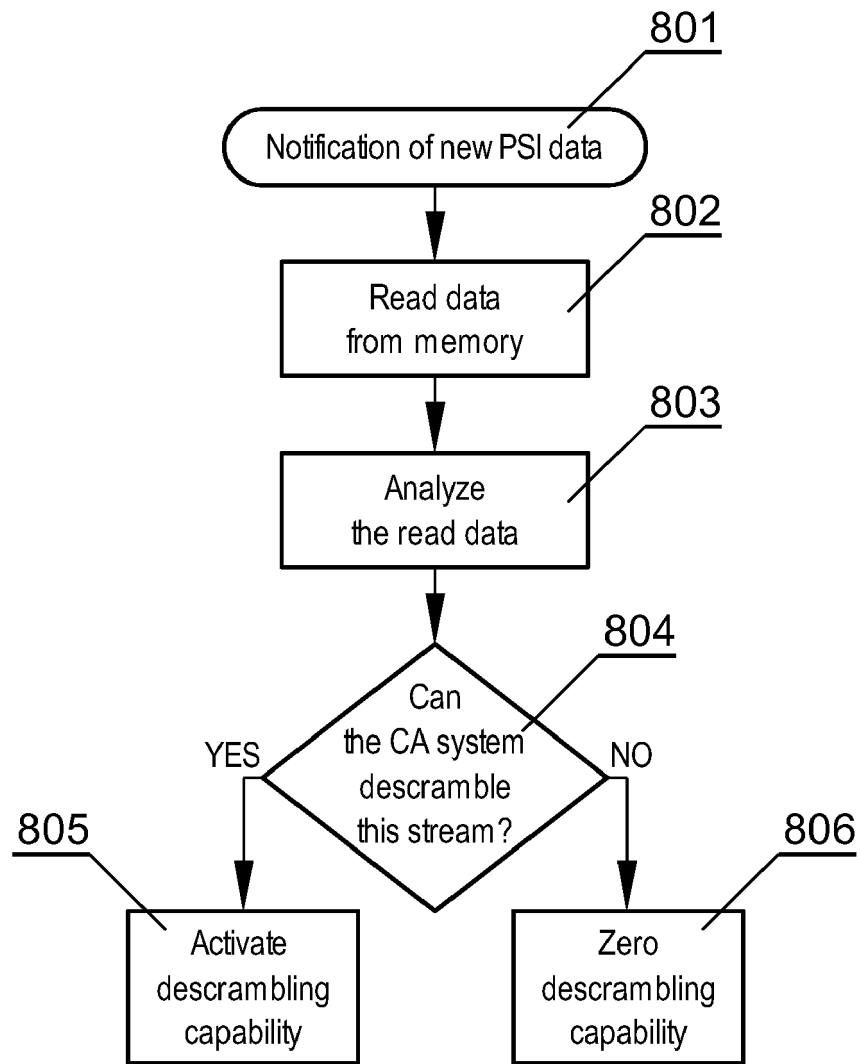 801
Notification of new PSI data
802
Read data
from memory
803
Analyze
the read data
804
Can
the CA system
descramble
this stream?
YES
NO
805
806
Activate
descrambling
capability
Zero
descrambling
capability